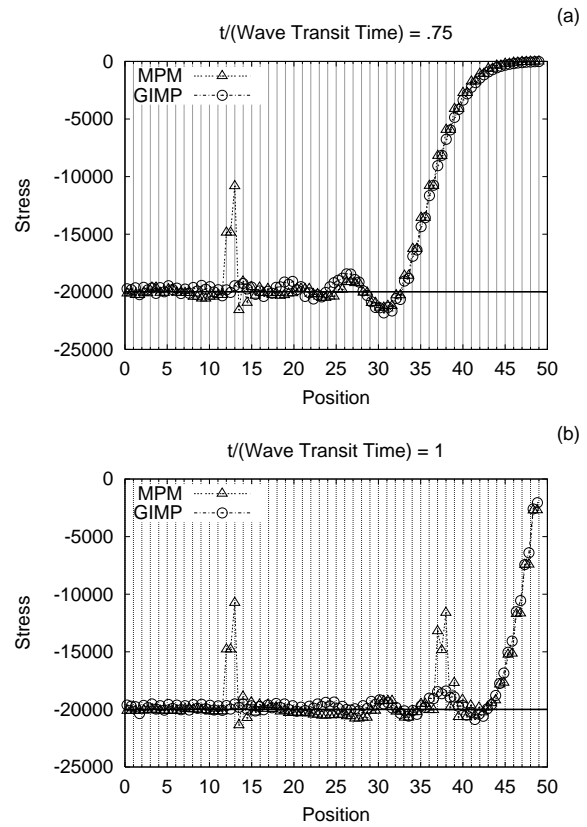 (a)
t/(Wave Transit Time) = .75
MPM
GIMP
0
-5000
-10000
-15000
-20000
-25000
Stress
0 5 10 15 20 25 30 35 40 45 50
Position
(b)
t/(Wave Transit Time) = 1
MPM
GIMP
0
-5000
-10000
-15000
-20000
-25000
Stress
0 5 10 15 20 25 30 35 40 45 50
Position